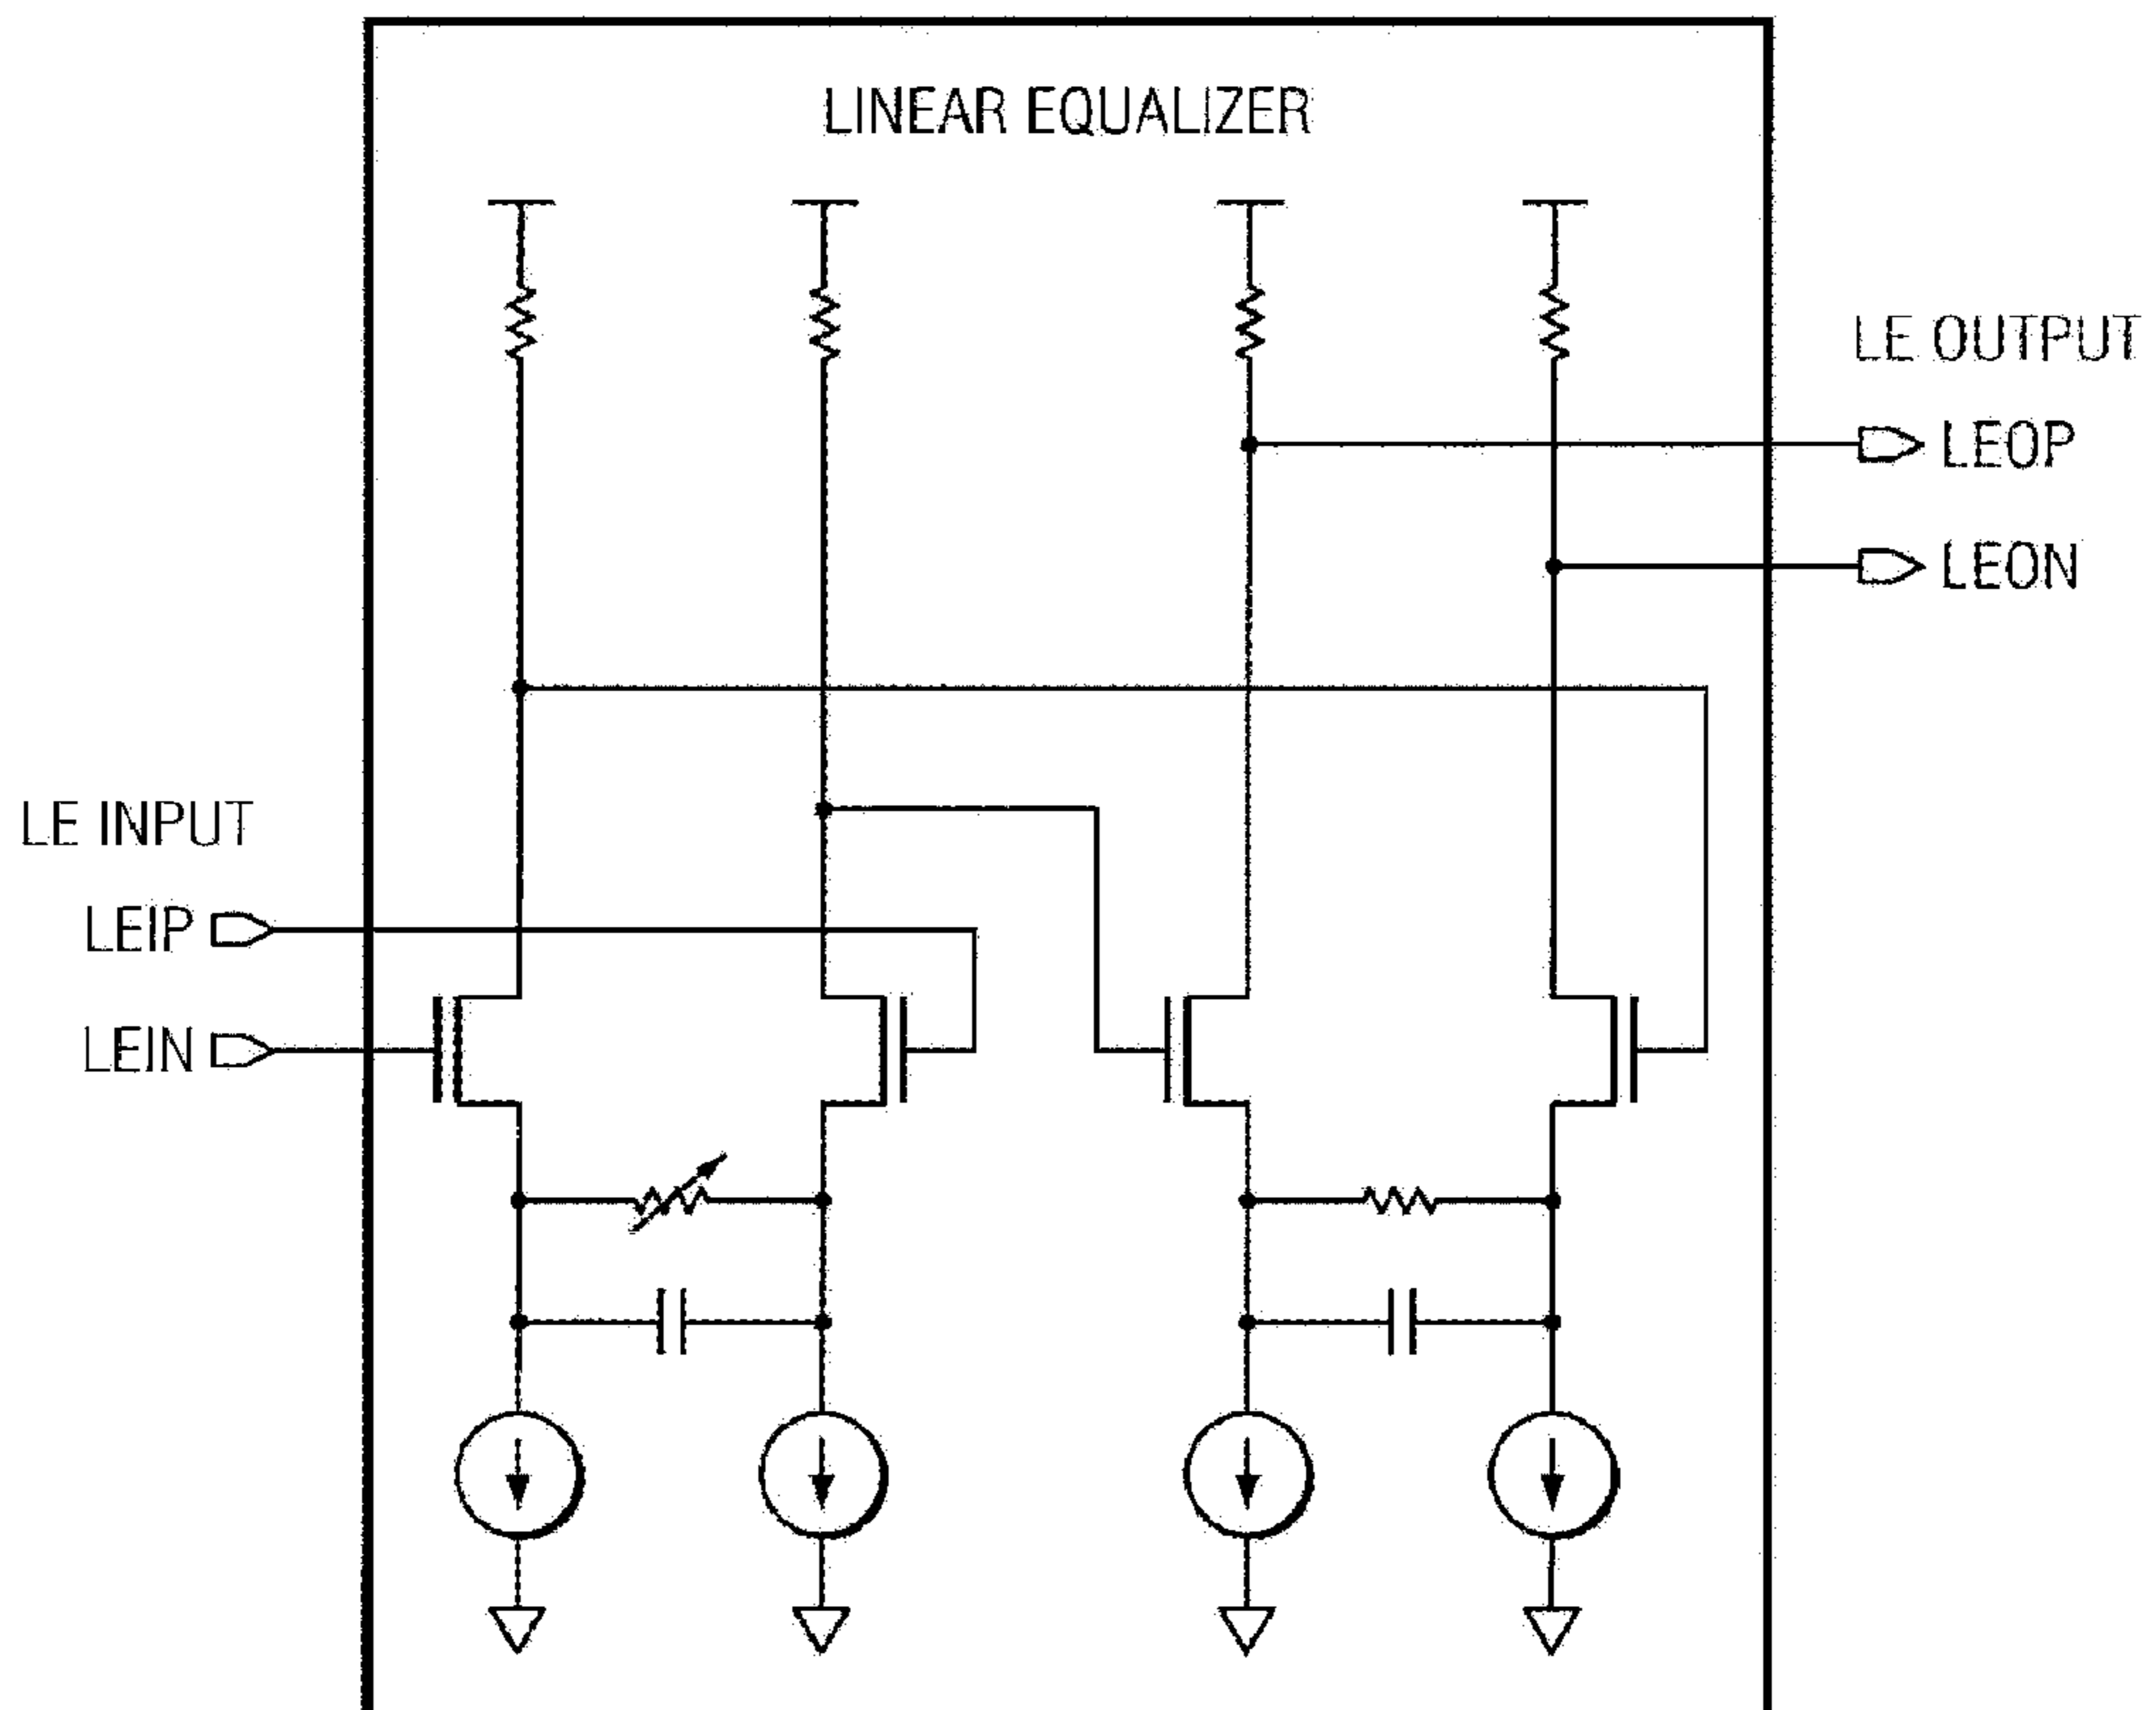 LINEAR EQUALIZER
LE OUTPUT
LEOP
LEON
LE INPUT
LEIP
LEIN